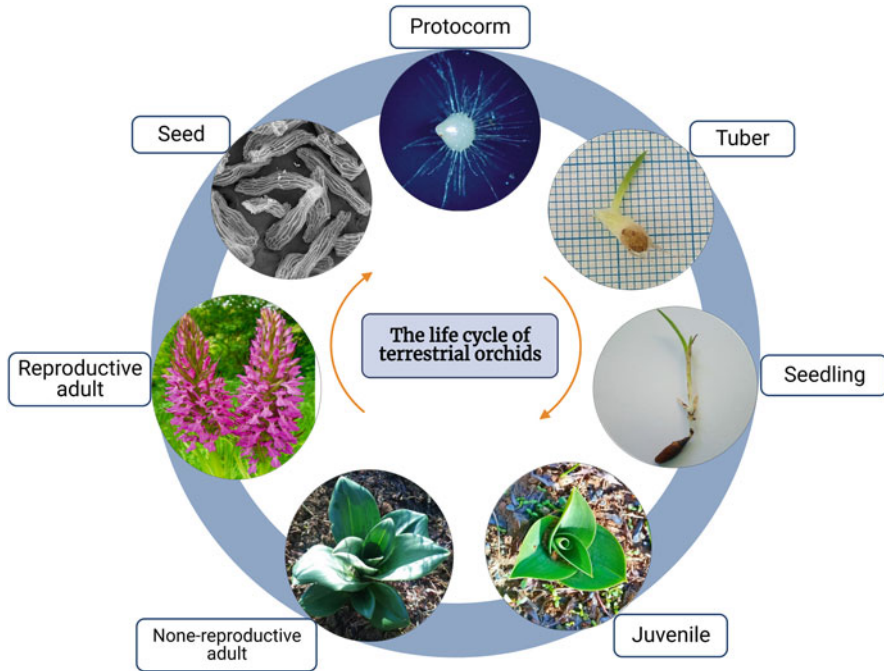 Protocorm
Seed
Tuber
The life cycle of
terrestrial orchids
Reproductive
adult
Seedling
None-reproductive
adult
Juvenile